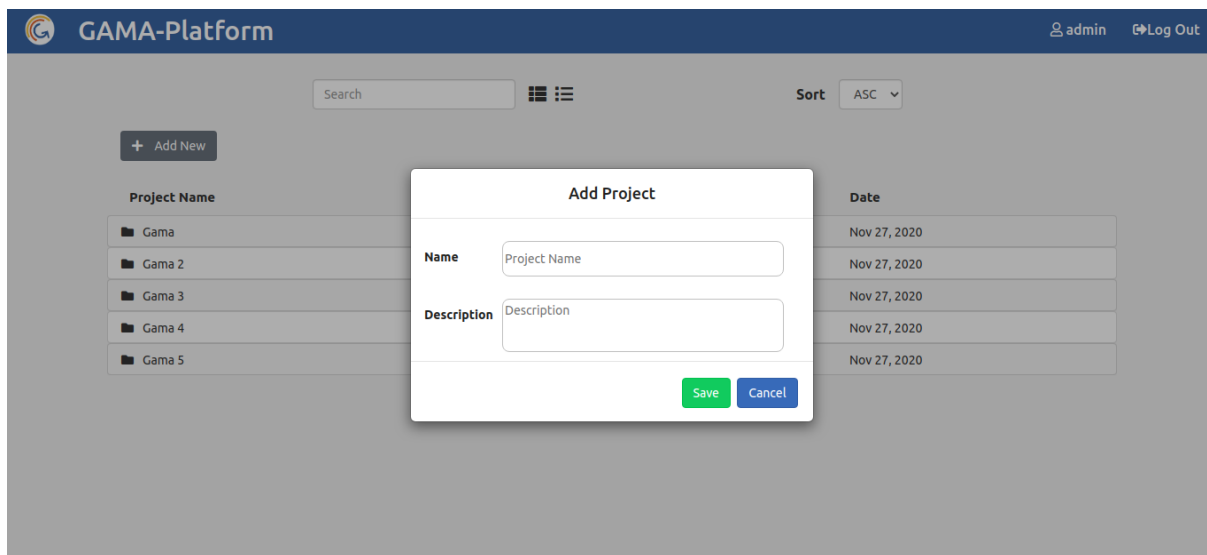 GAMA-Platform admin Log Out
Search Sort ASC
+ Add New
Add Project
Project Name Date
Gama Nov 27, 2020
Name Project Name
Gama 2 Nov 27, 2020
Gama 3 Nov 27, 2020
Description Description
Gama 4 Nov 27, 2020
Gama 5 Nov 27, 2020
Save Cancel